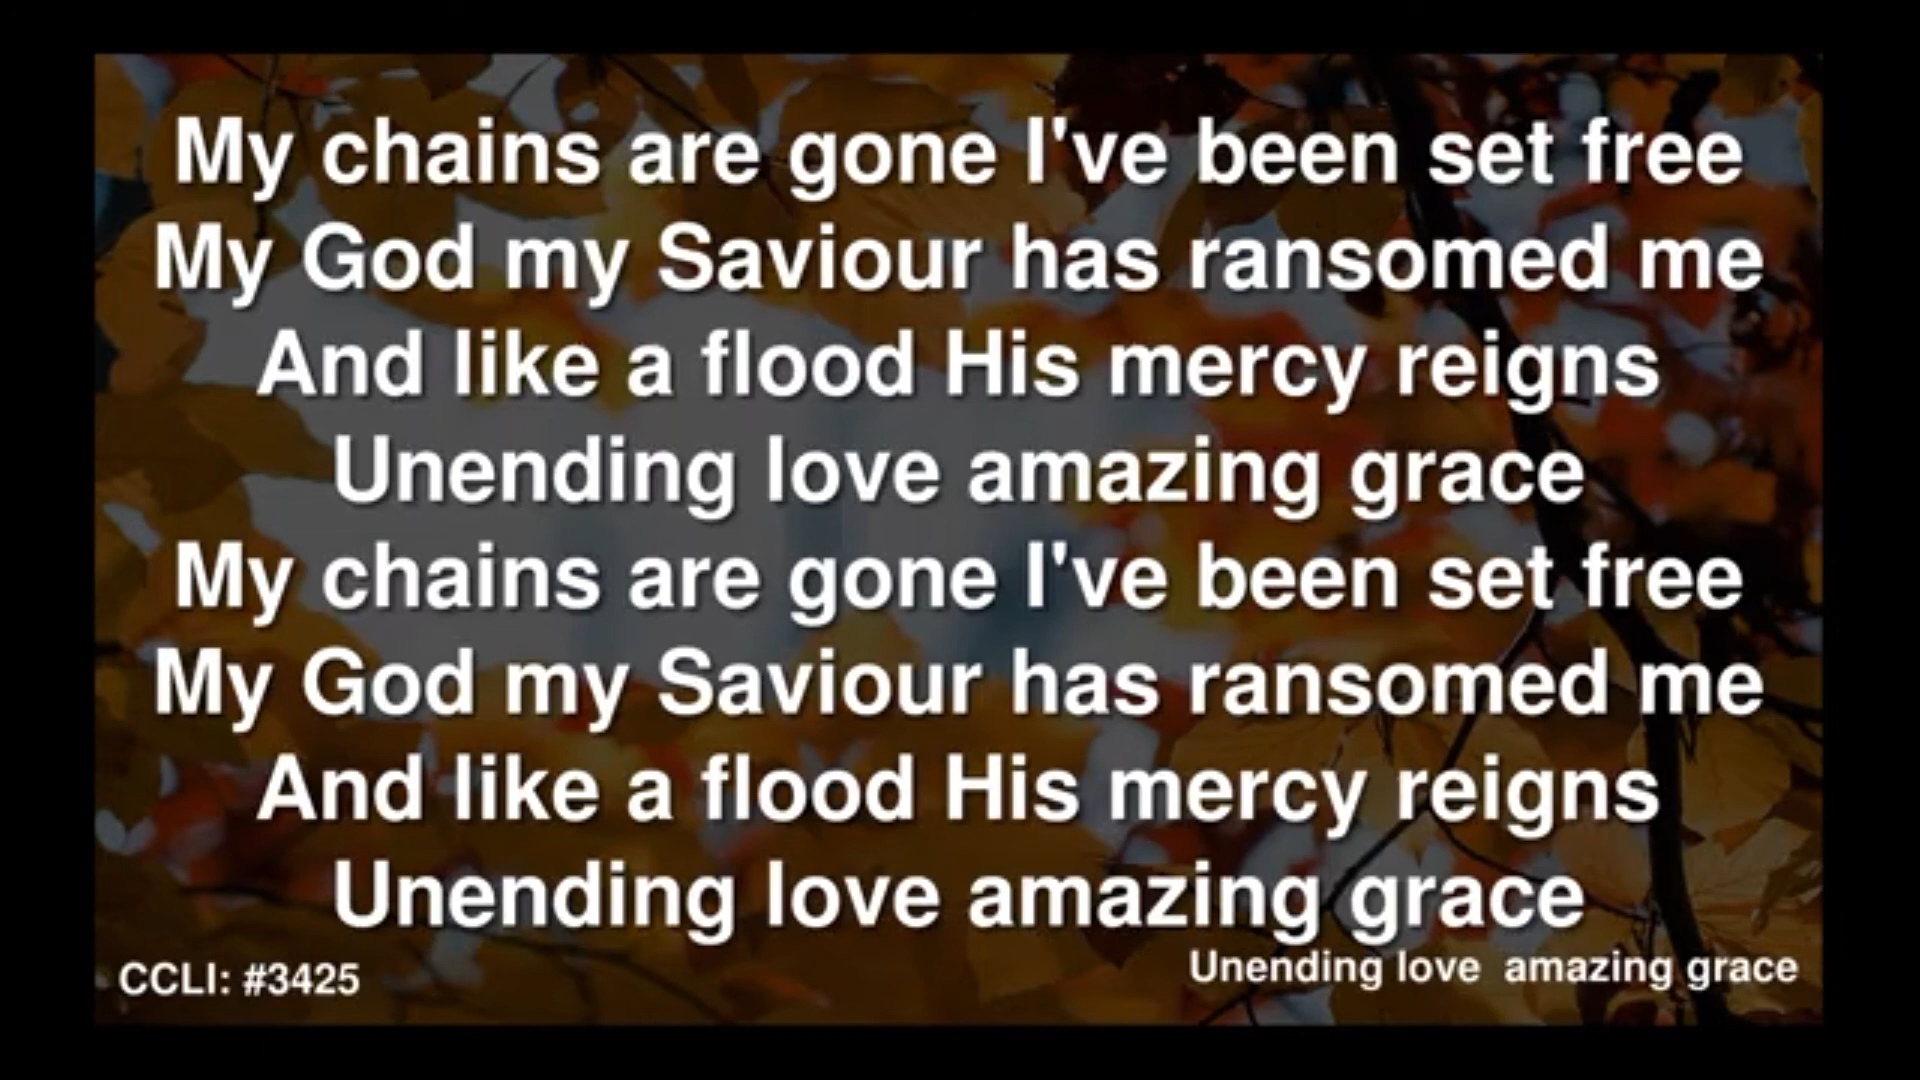 My chains are gone I've been set free
My God my Saviour has ransomed me
And like a flood His mercy reigns
Unending love amazing grace
My chains are gone I've been set free
My God my Saviour has ransomed me
And like a flood His mercy reigns
Unending love amazing grace
CCLI: #3425
Unending love  amazing grace